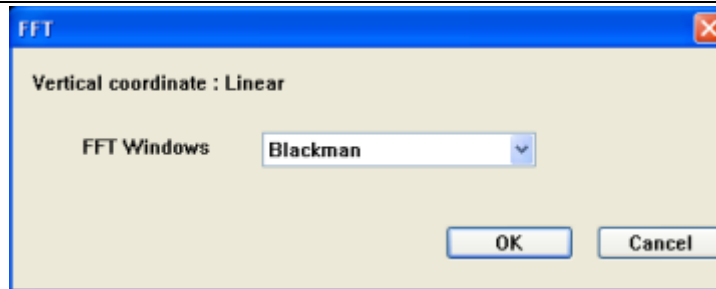 FFT
Vertical coordinate : Linear
FFT Windows Blackman
OK Cancel